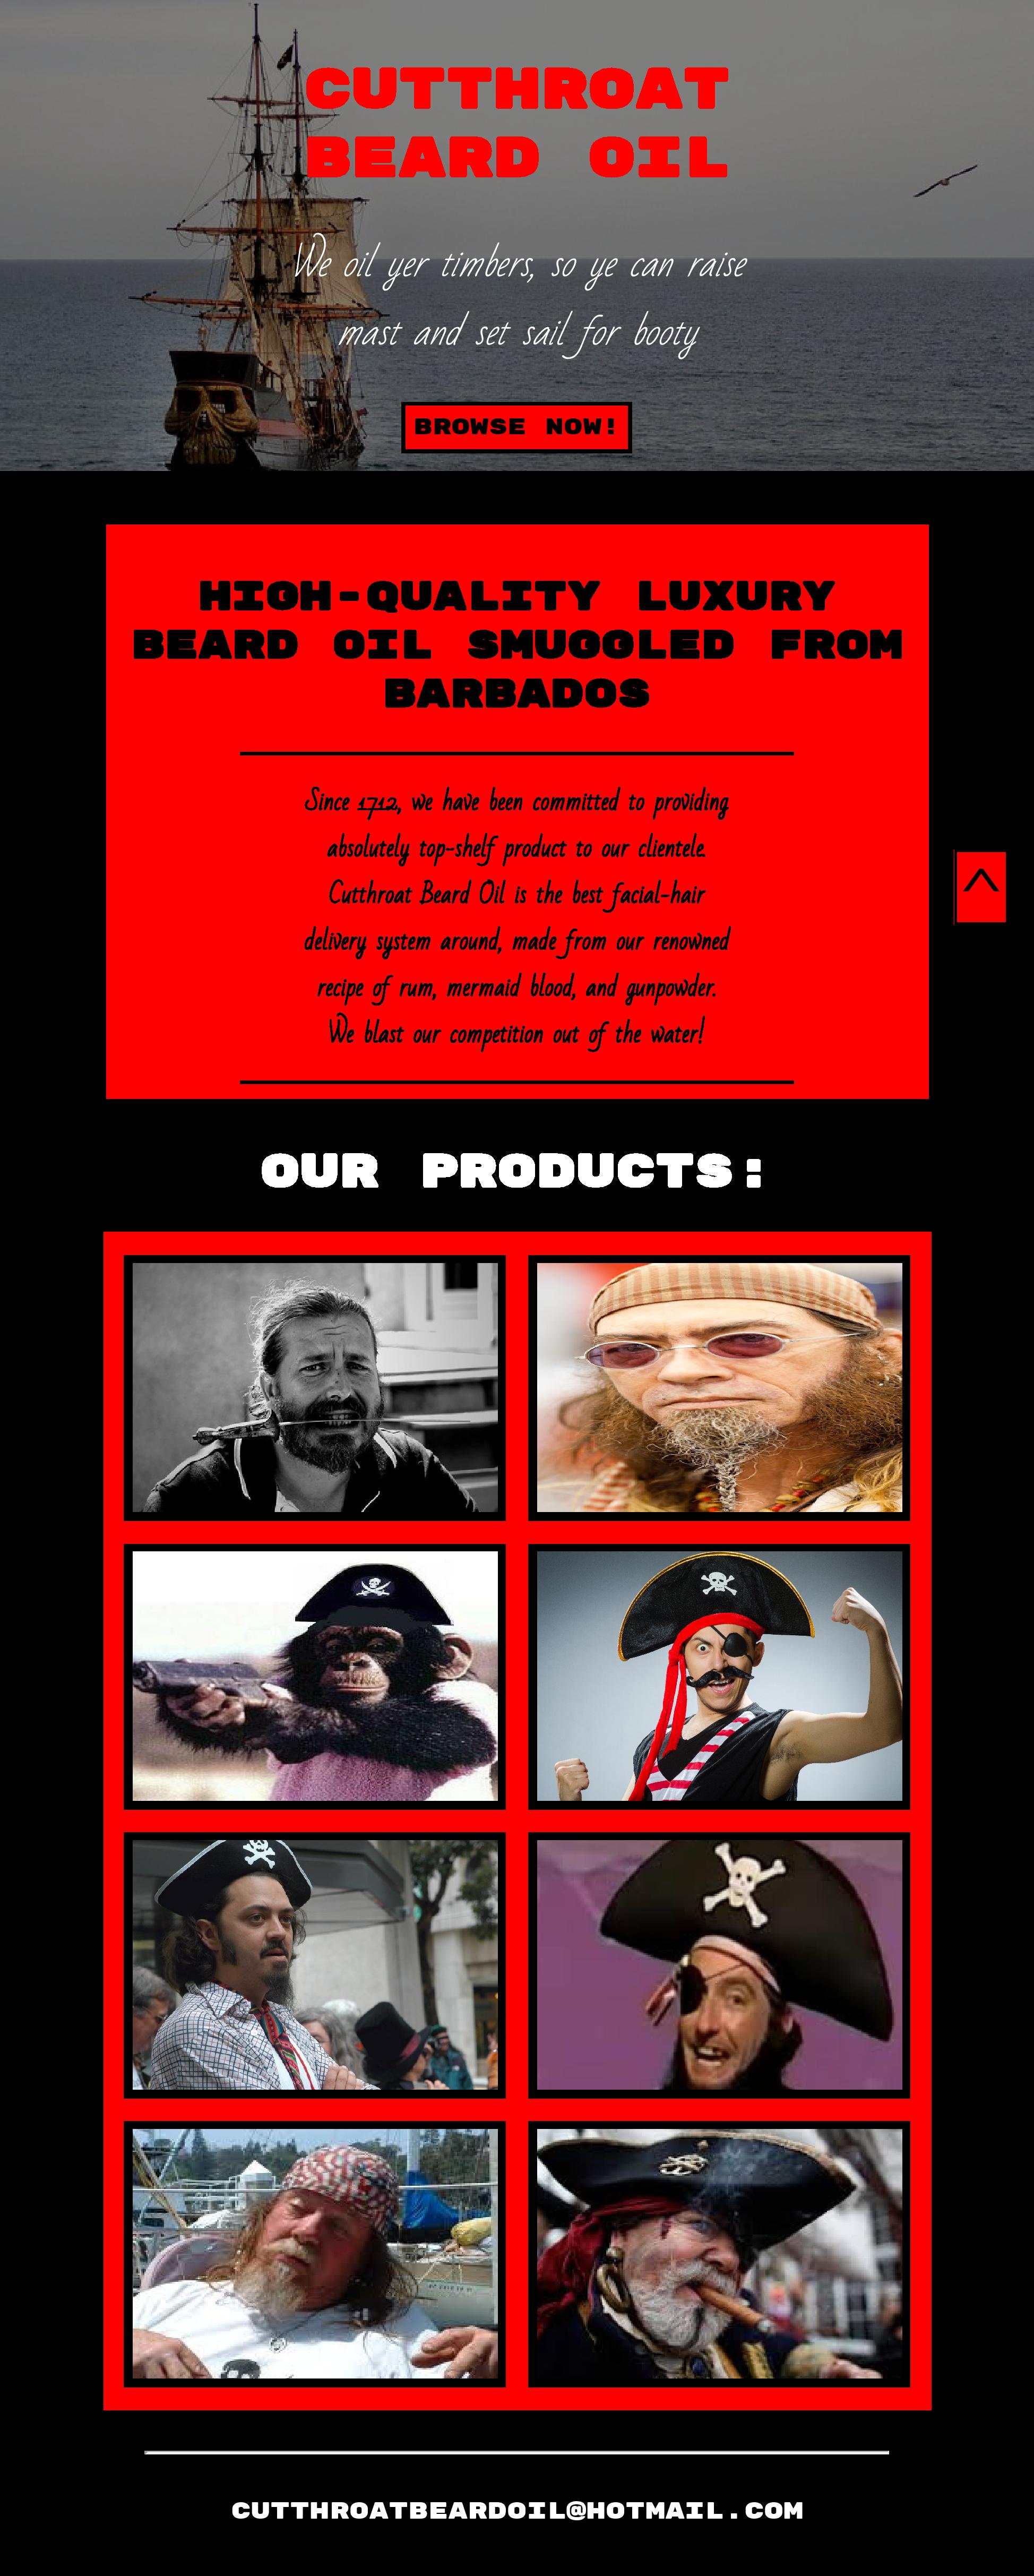 CUTTHROAT
BEARD OIL
We oil yer timbers, so ye can raise
mast and set sail for booty
BROWSE NOW!
HIGH-QUALITY LUXURY
BEARD OIL SMUGGLED FROM
BARBADOS
Since 1712, we have been committed to providing
absolutely top-shelf product to our clientele.
Cutthroat Beard Oil is the best facial-hair
delivery system around, made from our renowned
recipe of rum, mermaid blood, and gunpowder.
We blast our competition out of the water!
OUR PRODUCTS:
CUTTHROATBEARDOIL@HOTMAIL.COM